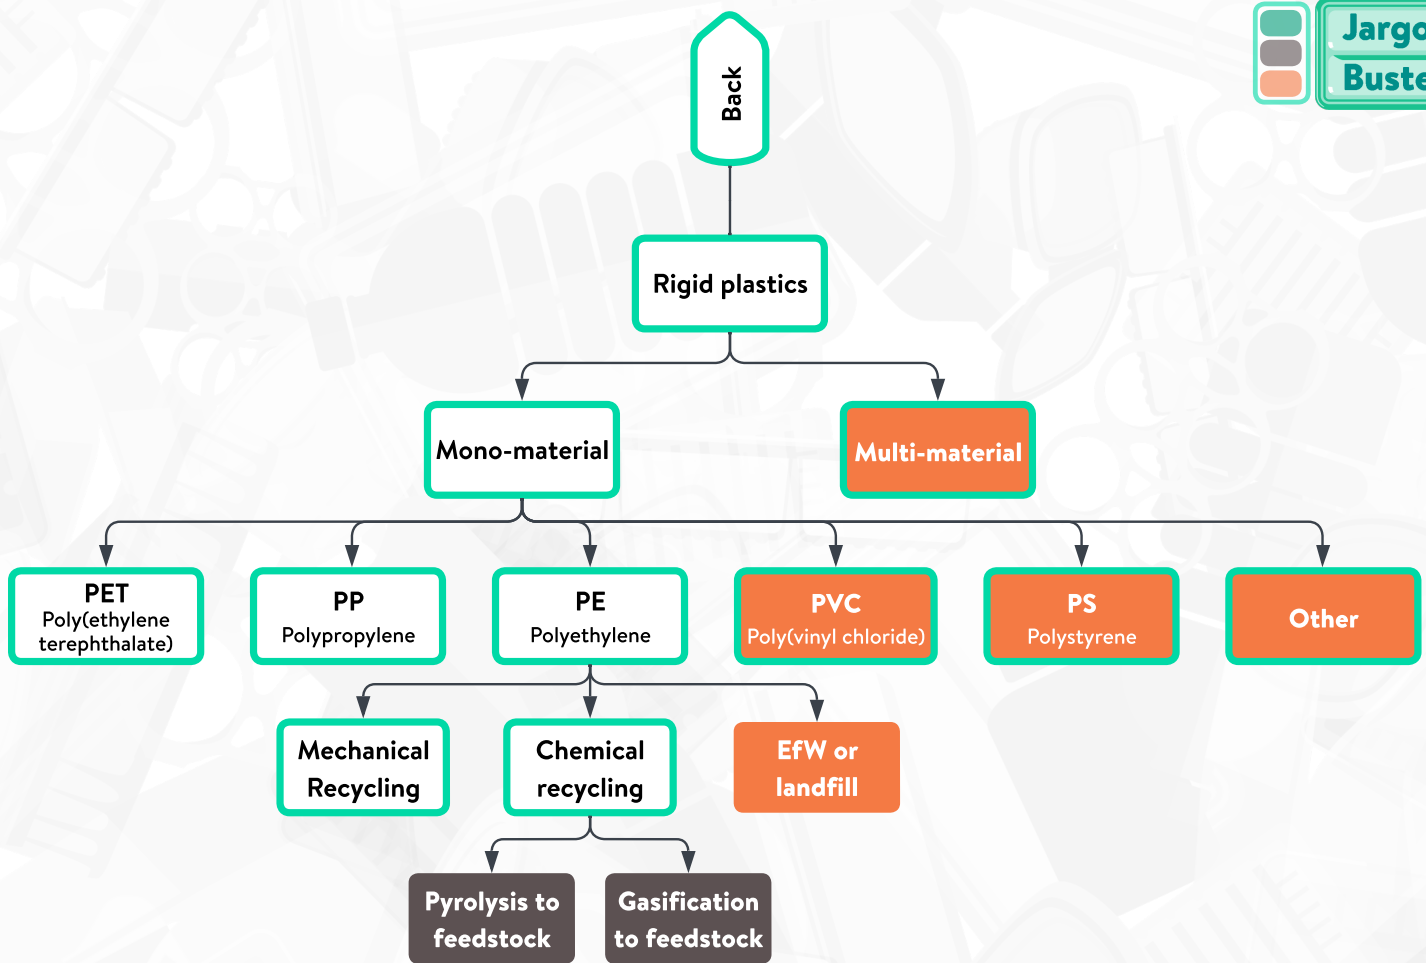 Back
Rigid plastics
Mono-material
Multi-material
PET
Poly(ethylene
terephthalate)
PP
Polypropylene
PE
Polyethylene
PVC
Poly(vinyl chloride)
PS
Polystyrene
Other
Mechanical
Recycling
Chemical
recycling
EfW or
landfill
Pyrolysis to
feedstock
Gasification
to feedstock